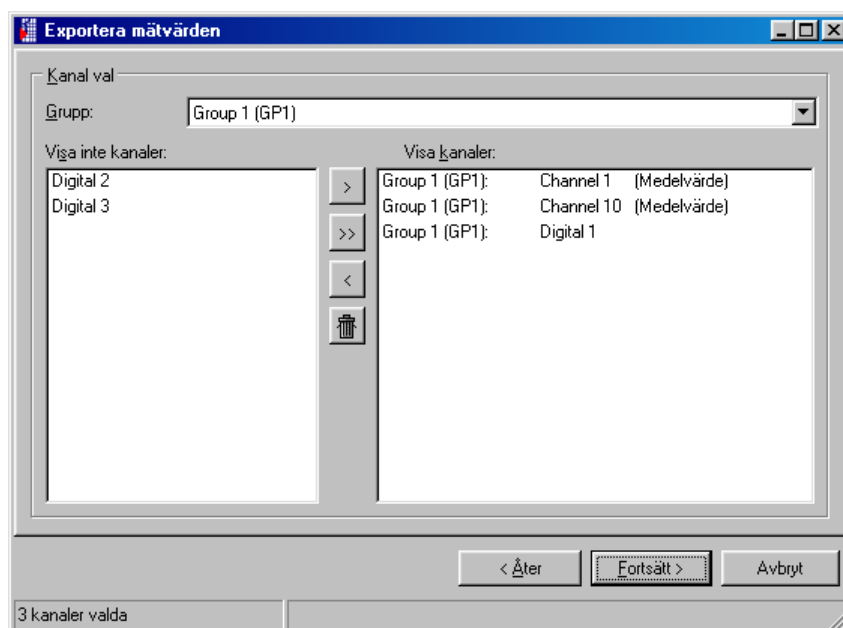 Exportera mätvärden
Kanal val
Grupp: Group 1 (GP1)
Visa inte kanaler: Visa kanaler:
Digital 2
Digital 3
>
>>
<
Group 1 (GP1): Channel 1 (Medelvärde)
Group 1 (GP1): Channel 10 (Medelvärde)
Group 1 (GP1): Digital 1
< Åter Fortsätt > Avbryt
3 kanaler valda